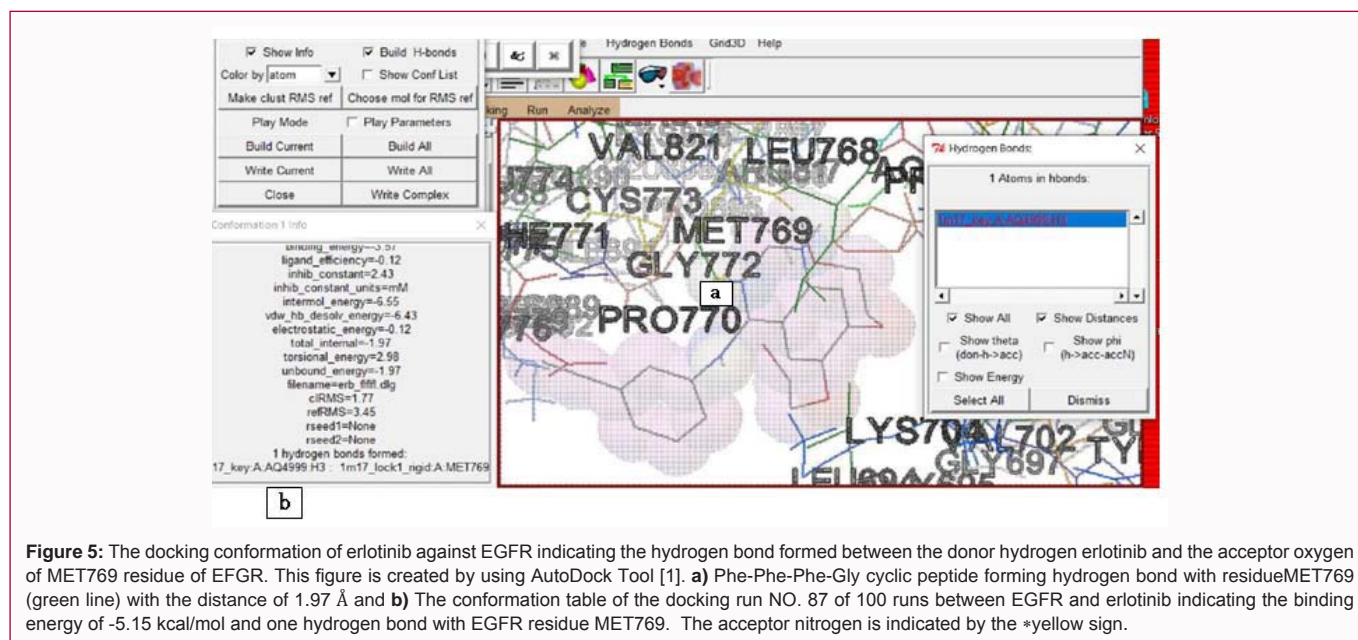 Show Info
Build H-bonds
Color by atom
Show Conf List
Make clust RMS ref
Choose mol for RMS ref
Play Mode
Play Parameters
Build Current
Build All
Write Current
Write All
Close
Write Complex
Conformation 1 Info
binding_energy=-3.57
ligand_efficiency=-0.12
inhib_constant=2.43
inhib_constant_units=mM
intermol_energy=-6.55
vdw_hb_desolv_energy=-6.43
electrostatic_energy=-0.12
total_internal=-1.97
torsional_energy=2.98
unbound_energy=-1.97
clRMS=1.77
refRMS=3.45
rseed1=None
rseed2=None
1 hydrogen bonds formed:
17_key:A:AQ4999:H3 : 1m17_lock1_rigid:A:MET769
b
Hydrogen Bonds Grid3D Help
king Run Analyze
VAL821 LEU768
CYS773
MET769
HE771
GLY772
a
PRO770
LYS704
L702
GLY697
Hydrogen Bonds:
1 Atoms in hbonds:
1m17_key:A:AQ4999:H3
Show All
Show Distances
Show theta
(don-h->acc)
Show phi
(h->acc-accN)
Show Energy
Select All
Dismiss
Figure 5: The docking conformation of erlotinib against EGFR indicating the hydrogen bond formed between the donor hydrogen erlotinib and the acceptor oxygen
of MET769 residue of EFGR. This figure is created by using AutoDock Tool [1]. a) Phe-Phe-Phe-Gly cyclic peptide forming hydrogen bond with residueMET769
(green line) with the distance of 1.97 Å and b) The conformation table of the docking run NO. 87 of 100 runs between EGFR and erlotinib indicating the binding
energy of -5.15 kcal/mol and one hydrogen bond with EGFR residue MET769. The acceptor nitrogen is indicated by the *yellow sign.